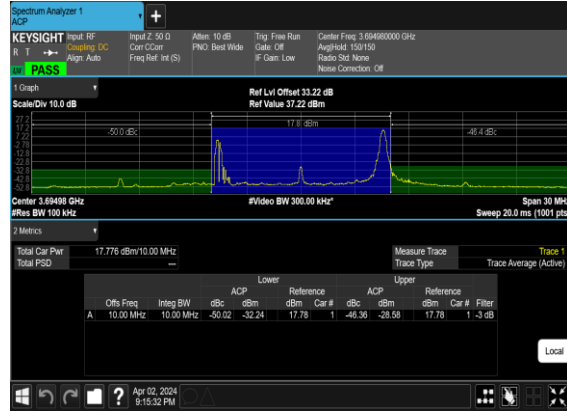 Spectrum Analyzer 1
ACP
KEYSIGHT
R T
PASS
Input: RF
Coupling: DC
Align: Auto
Input Z: 50 Ω
Corr CCorr
Freq Ref: Int (S)
Atten: 10 dB
PNO: Best Wide
Trig: Free Run
Gate: Off
IF Gain: Low
Center Freq: 3.694980000 GHz
Avg|Hold: 150/150
Radio Std: None
Noise Correction: Off
1 Graph
Scale/Div 10.0 dB
Ref Lvl Offset 33.22 dB
Ref Value 37.22 dBm
27.2
17.2
7.22
-2.78
-12.8
-22.8
-32.8
-42.8
-52.8
-50.0 dBc
17.8 dBm
-46.4 dBc
Center 3.69498 GHz
#Video BW 300.00 kHz*
Span 30 MHz
#Res BW 100 kHz
Sweep 20.0 ms (1001 pts)
2 Metrics
Total Car Pwr 17.776 dBm/10.00 MHz
Total PSD ---
Measure Trace Trace 1
Trace Type Trace Average (Active)
Lower Upper
ACP Reference ACP Reference
Offs Freq Integ BW dBc dBm dBm Car # dBc dBm dBm Car # Filter
A 10.00 MHz 10.00 MHz -50.02 -32.24 17.78 1 -46.36 -28.58 17.78 1 -3 dB
Local
Apr 02, 2024
9:15:32 PM